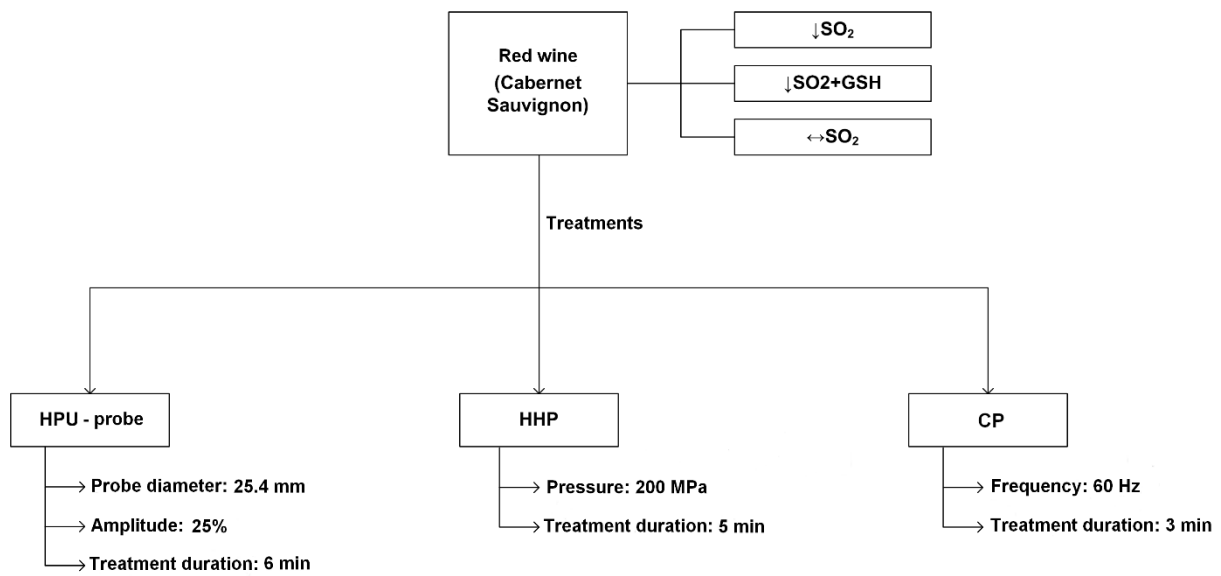 Red wine
(Cabernet
Sauvignon)
↓SO₂
↓SO2+GSH
↔SO₂
Treatments
HPU - probe
Probe diameter: 25.4 mm
Amplitude: 25%
Treatment duration: 6 min
HHP
Pressure: 200 MPa
Treatment duration: 5 min
CP
Frequency: 60 Hz
Treatment duration: 3 min